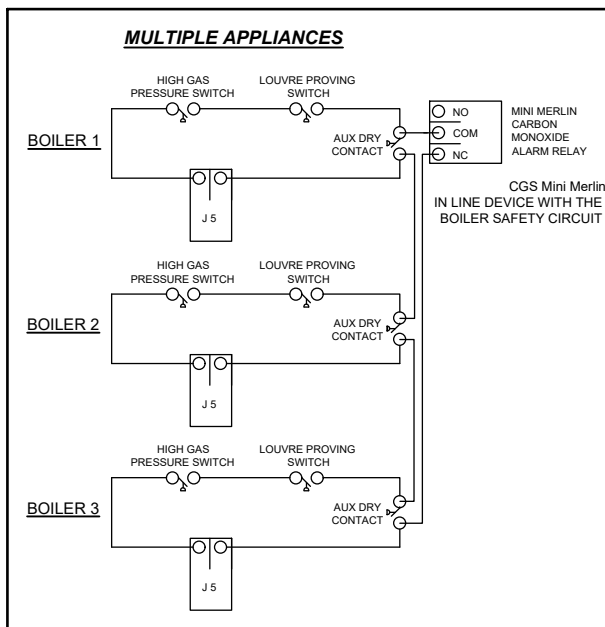 MULTIPLE APPLIANCES
HIGH GAS
PRESSURE SWITCH
LOUVRE PROVING
SWITCH
BOILER 1
AUX DRY
CONTACT
J 5
NO
COM
NC
MINI MERLIN
CARBON
MONOXIDE
ALARM RELAY
CGS Mini Merlin
IN LINE DEVICE WITH THE
BOILER SAFETY CIRCUIT
HIGH GAS
PRESSURE SWITCH
LOUVRE PROVING
SWITCH
BOILER 2
AUX DRY
CONTACT
J 5
HIGH GAS
PRESSURE SWITCH
LOUVRE PROVING
SWITCH
BOILER 3
AUX DRY
CONTACT
J 5